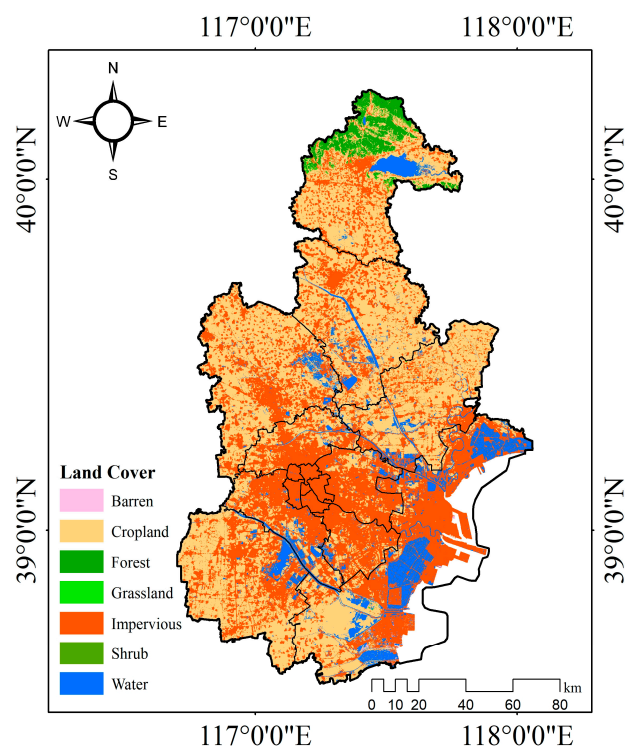 117°0'0"E 118°0'0"E
N
W E
S
40°0'0"N 40°0'0"N
39°0'0"N 39°0'0"N
Land Cover
Barren
Cropland
Forest
Grassland
Impervious
Shrub
Water
km
0 10 20 40 60 80
117°0'0"E 118°0'0"E